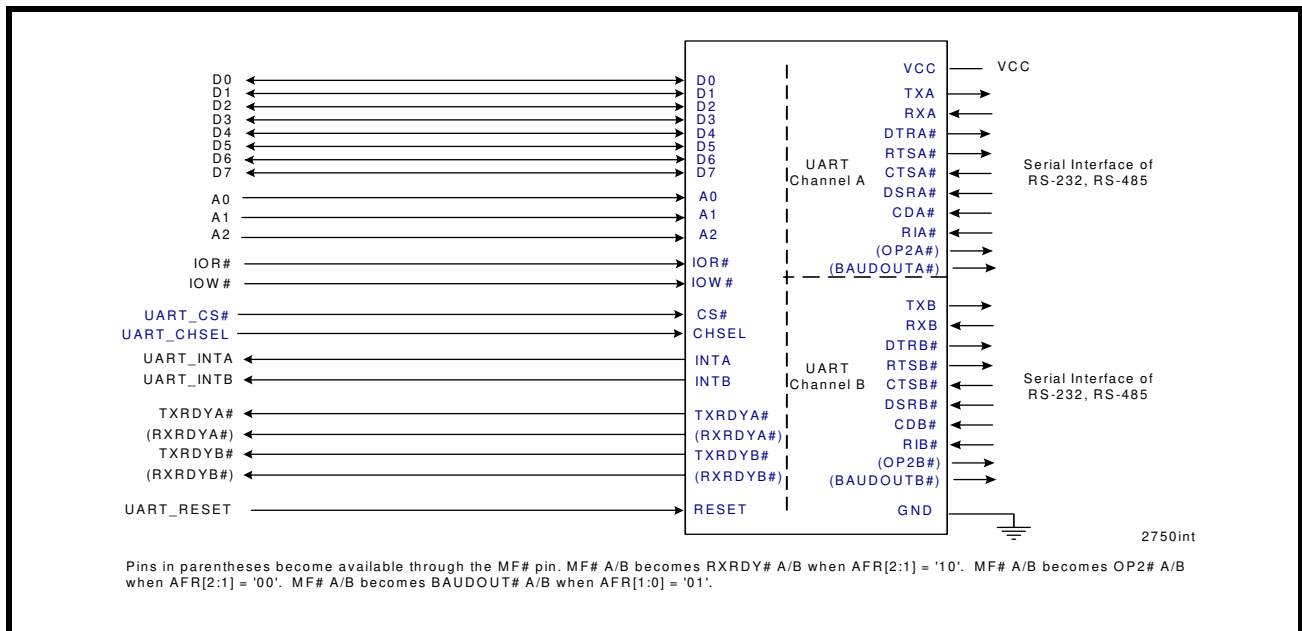 D0
D1
D2
D3
D4
D5
D6
D7
A0
A1
A2
IOR#
IOW#
UART_CS#
UART_CHSEL
UART_INTA
UART_INTB
TXRDYA#
(RXRDYA#)
TXRDYB#
(RXRDYB#)
UART_RESET
D0
D1
D2
D3
D4
D5
D6
D7
A0
A1
A2
IOR#
IOW#
CS#
CHSEL
INTA
INTB
TXRDYA#
(RXRDYA#)
TXRDYB#
(RXRDYB#)
RESET
UART
Channel A
UART
Channel B
VCC
TXA
RXA
DTRA#
RTSA#
CTSA#
DSRA#
CDA#
RIA#
(OP2A#)
(BAUDOUTA#)
TXB
RXB
DTRB#
RTSB#
CTSB#
DSRB#
CDB#
RIB#
(OP2B#)
(BAUDOUTB#)
GND
VCC
Serial Interface of
RS-232, RS-485
Serial Interface of
RS-232, RS-485
2750int
Pins in parentheses become available through the MF# pin. MF# A/B becomes RXRDY# A/B when AFR[2:1] = '10'. MF# A/B becomes OP2# A/B
when AFR[2:1] = '00'. MF# A/B becomes BAUDOUT# A/B when AFR[1:0] = '01'.